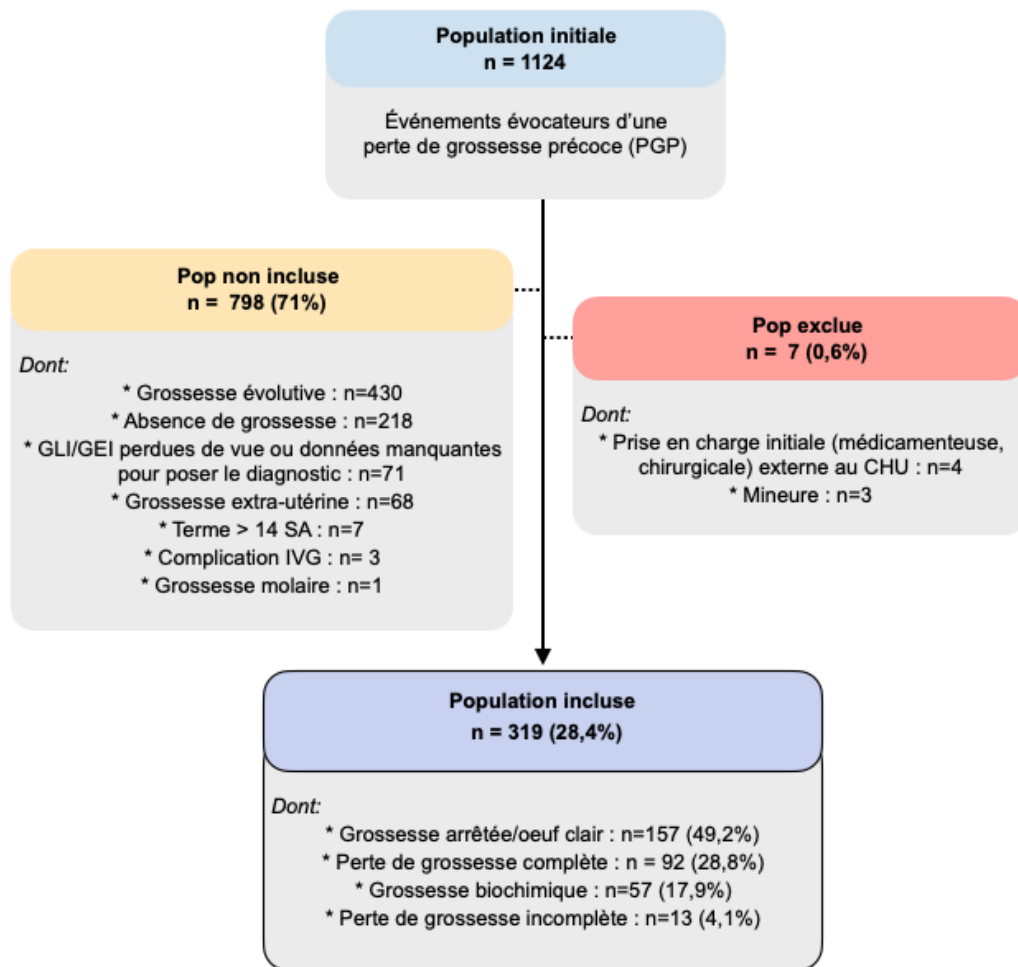 Population initiale
n = 1124
Événements évocateurs d'une
perte de grossesse précoce (PGP)
Pop non incluse
n = 798 (71%)
Dont:
* Grossesse évolutive : n=430
* Absence de grossesse : n=218
* GLI/GEI perdues de vue ou données manquantes
pour poser le diagnostic : n=71
* Grossesse extra-utérine : n=68
* Terme > 14 SA : n=7
* Complication IVG : n= 3
* Grossesse molaire : n=1
Pop exclue
n = 7 (0,6%)
Dont:
* Prise en charge initiale (médicamenteuse,
chirurgicale) externe au CHU : n=4
* Mineure : n=3
Population incluse
n = 319 (28,4%)
Dont:
* Grossesse arrêtée/oeuf clair : n=157 (49,2%)
* Perte de grossesse complète : n = 92 (28,8%)
* Grossesse biochimique : n=57 (17,9%)
* Perte de grossesse incomplète : n=13 (4,1%)